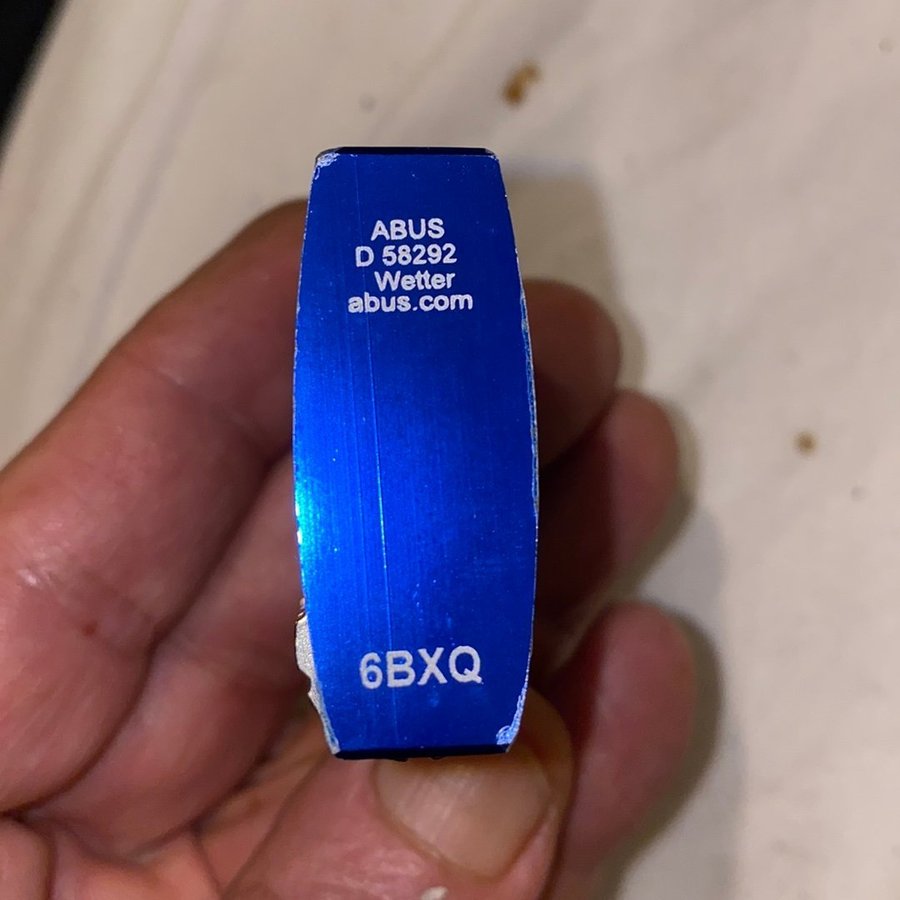 ABUS
D 58292
Wetter
abus.com
6BXQ